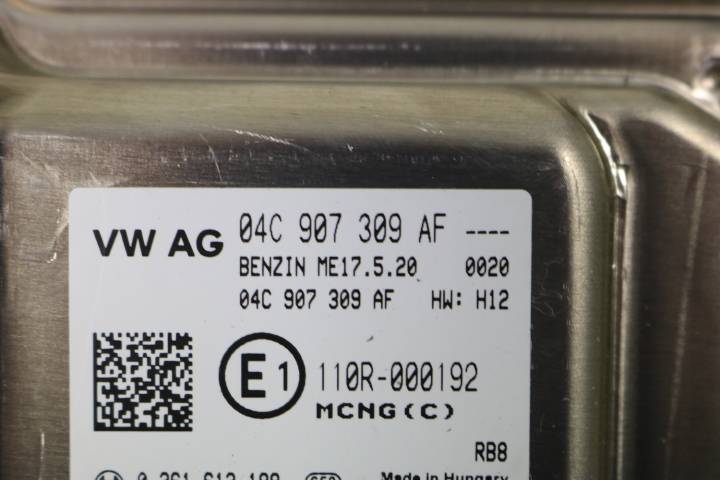 VW AG 04C 907 309 AF ----
BENZIN ME17.5.20 0020
04C 907 309 AF HW: H12
E1 110R-000192
MCNG(C)
RB8
Made in Hungary